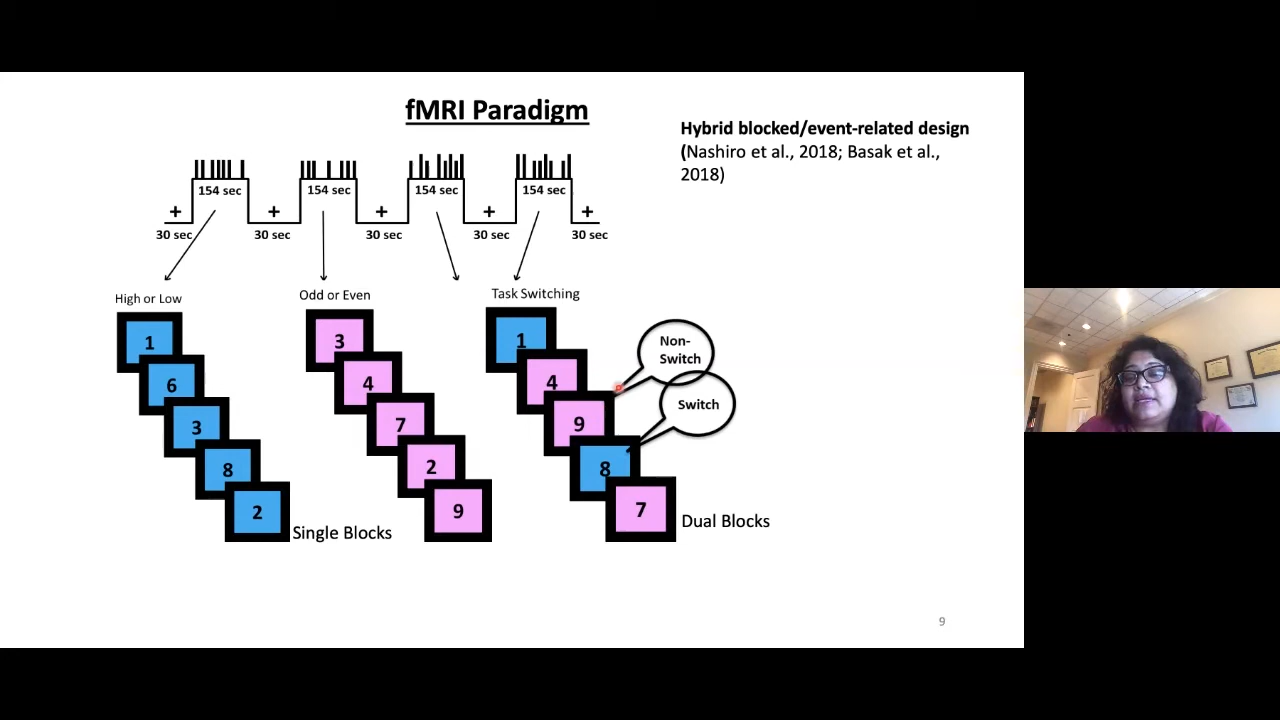 fMRI Paradigm
Hybrid blocked/event-related design
(Nashiro et al., 2018; Basak et al.,
2018)
154 sec
154 sec
154 sec
154 sec
+
+
+
+
+
30 sec
30 sec
30 sec
30 sec
30 sec
High or Low
Odd or Even
Task Switching
1
6
3
8
2
Single Blocks
3
4
7
2
9
1
4
9
8
7
Non-
Switch
Switch
Dual Blocks
9